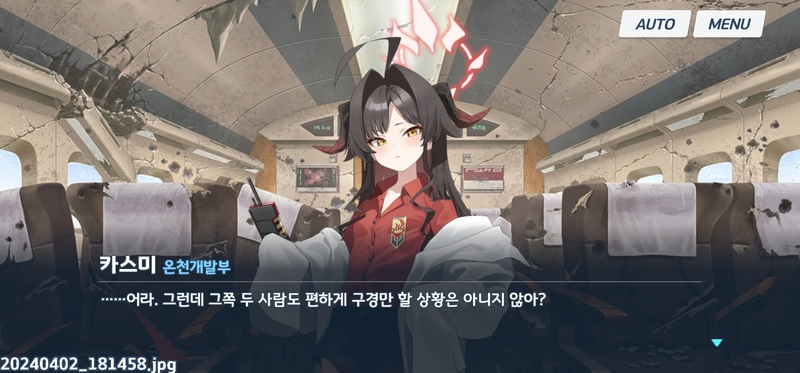 AUTO
MENU
카스미 온천개발부
……어라. 그런데 그쪽 두 사람도 편하게 구경만 할 상황은 아니지 않아?
20240402_181458.jpg